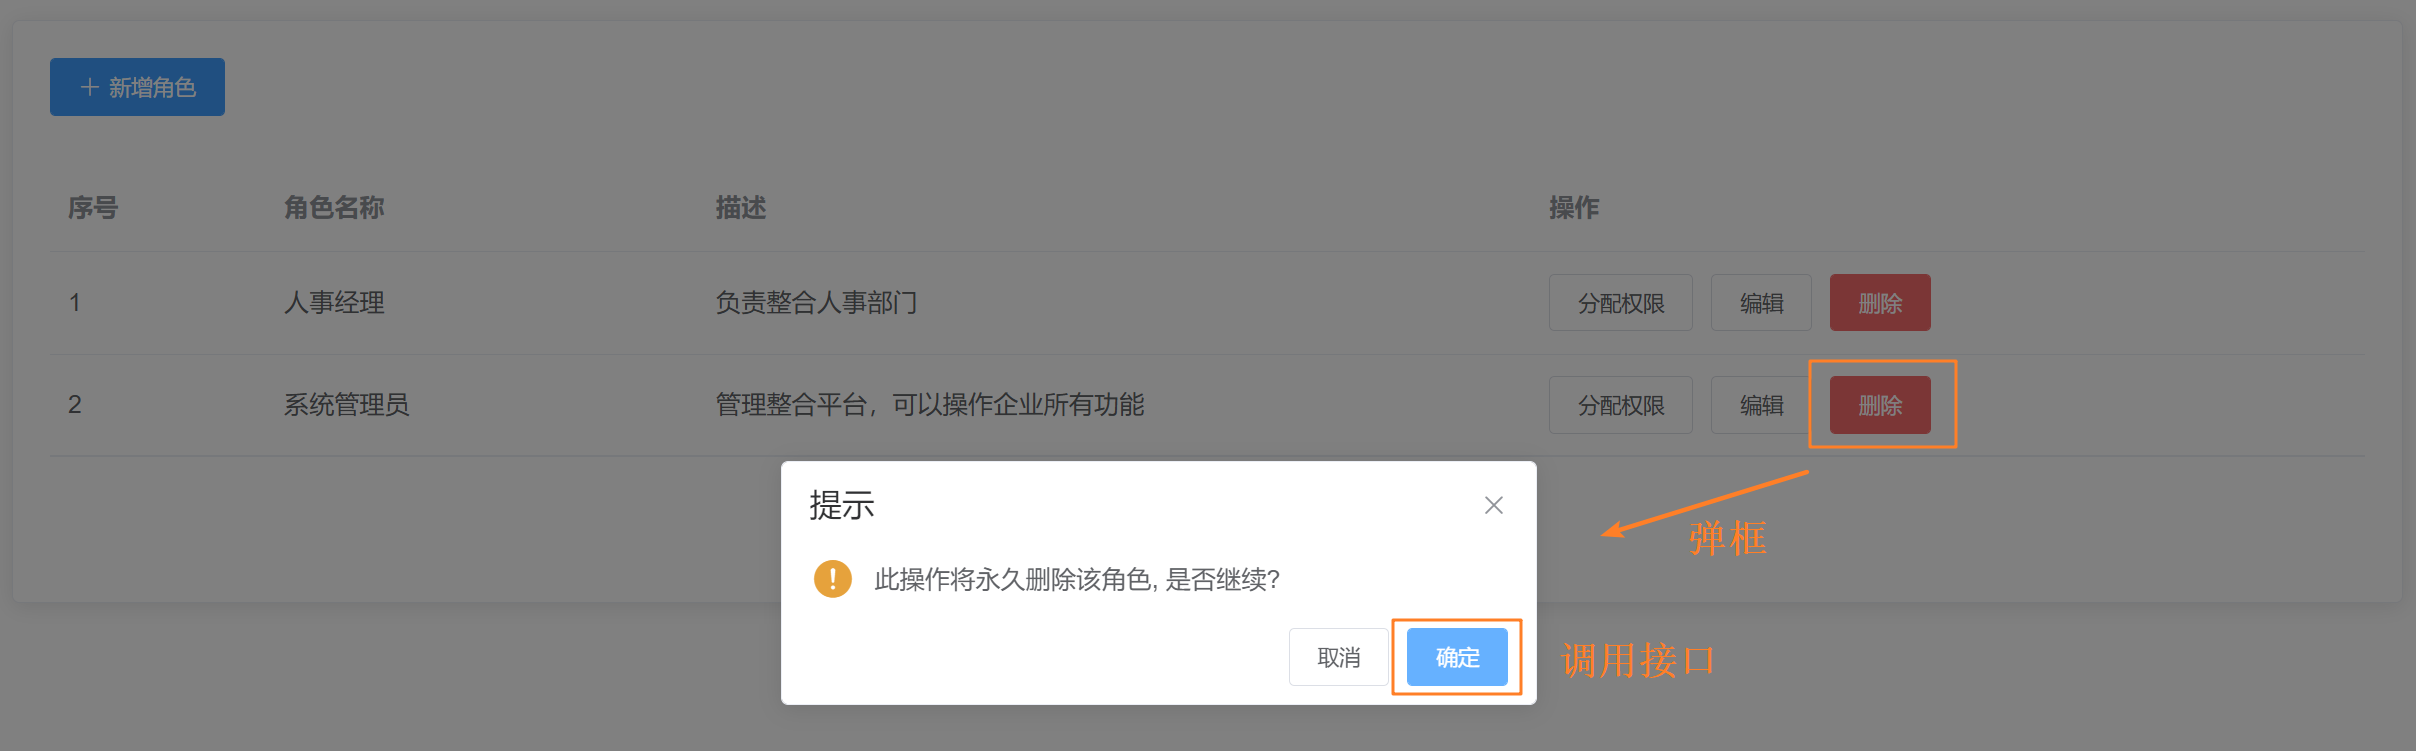 新增角色
序号 角色名称 描述 操作
1 人事经理 负责整合人事部门 分配权限 编辑 删除
2 系统管理员 管理整合平台，可以操作企业所有功能 分配权限 编辑 删除
提示
弹框
此操作将永久删除该角色, 是否继续?
取消 确定 调用接口